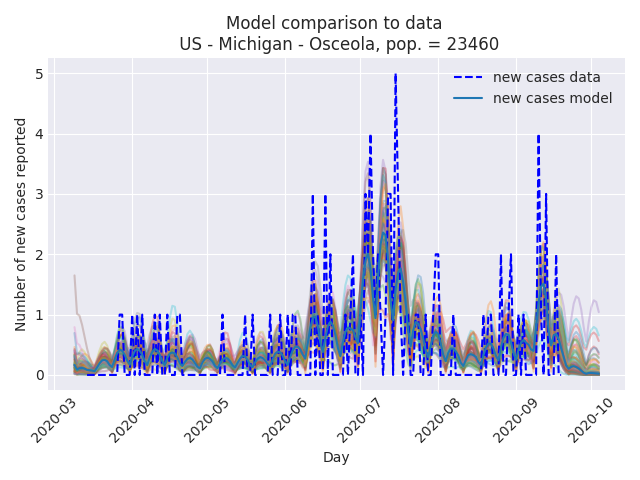 Model comparison to data
US - Michigan - Osceola, pop. = 23460
new cases data
new cases model
Number of new cases reported
5
4
3
2
1
0
2020-03
2020-04
2020-05
2020-06
2020-07
2020-08
2020-09
2020-10
Day